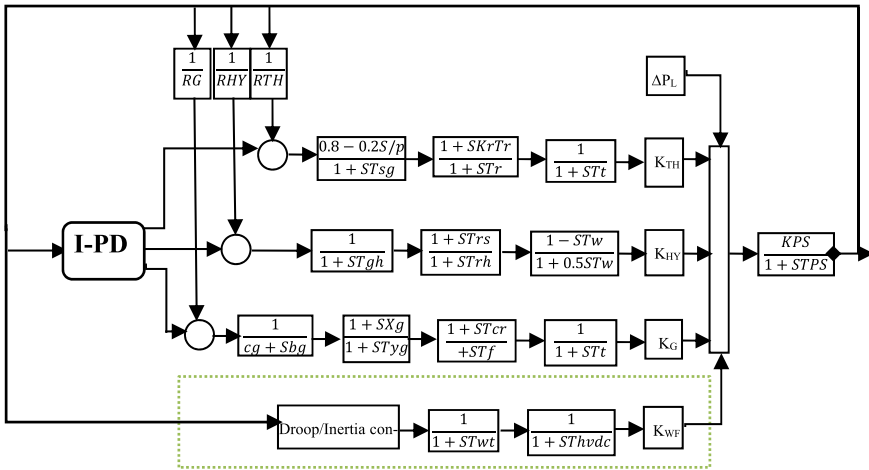 1/RG 1/RHY 1/RTH
ΔP_L
0.8 − 0.2S/p
1 + STsg
1 + SKrTr
1 + STr
1
1 + STt
K_TH
I-PD
1
1 + STgh
1 + STrs
1 + STrh
1 − STw
1 + 0.5STw
K_HY
KPS
1 + STPS
1
cg + Sbg
1 + SXg
1 + STyg
1 + STcr
+STf
1
1 + STt
K_G
Droop/Inertia con-
1
1 + STwt
1
1 + SThvdc
K_WF